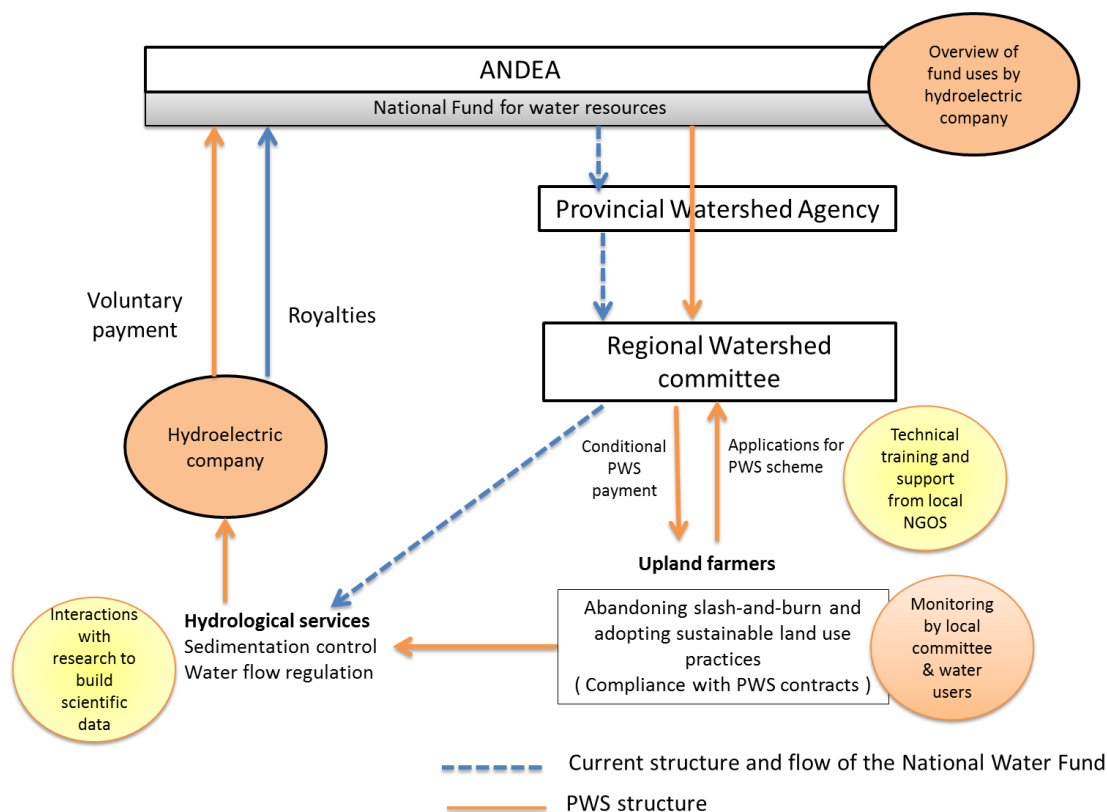 ANDEA
National Fund for water resources
Overview of
fund uses by
hydroelectric
company
Provincial Watershed Agency
Voluntary
payment
Royalties
Regional Watershed
committee
Hydroelectric
company
Conditional
PWS
payment
Applications for
PWS scheme
Technical
training and
support
from local
NGOS
Upland farmers
Abandoning slash-and-burn and
adopting sustainable land use
practices
( Compliance with PWS contracts )
Monitoring
by local
committee
& water
users
Hydrological services
Sedimentation control
Water flow regulation
Interactions
with
research to
build
scientific
data
Current structure and flow of the National Water Fund
PWS structure